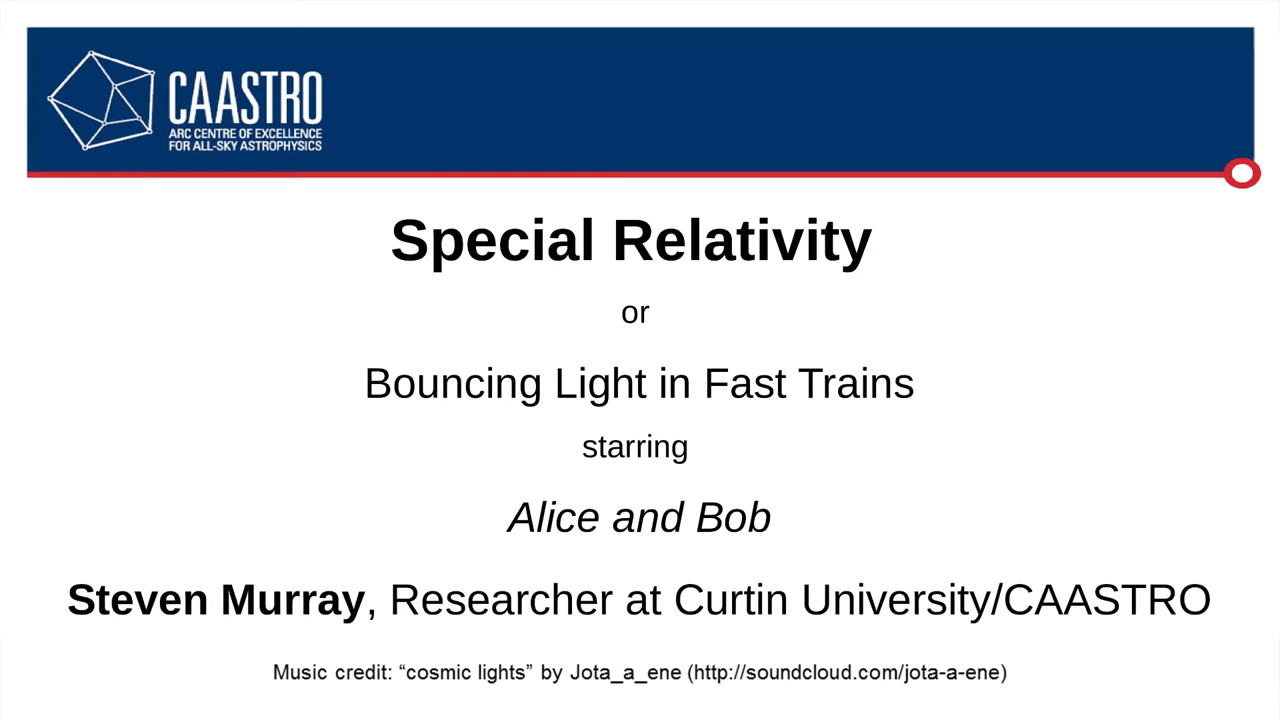 CAASTRO
ARC CENTRE OF EXCELLENCE
FOR ALL-SKY ASTROPHYSICS
Special Relativity
or
Bouncing Light in Fast Trains
starring
Alice and Bob
Steven Murray, Researcher at Curtin University/CAASTRO
Music credit: “cosmic lights” by Jota_a_ene (http://soundcloud.com/jota-a-ene)